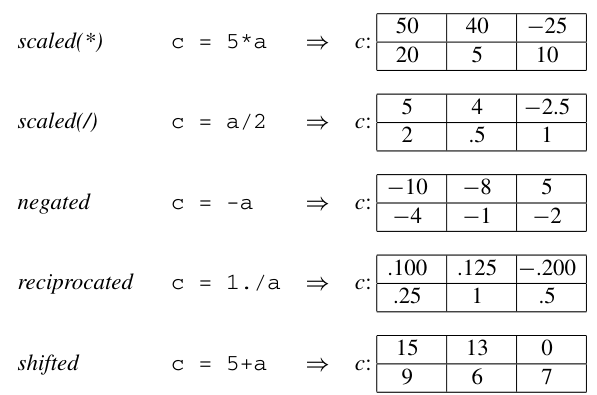 50 40 −25
scaled(*) c = 5*a ⇒ c:
20 5 10
5 4 −2.5
scaled(/) c = a/2 ⇒ c:
2 .5 1
−10 −8 5
negated c = -a ⇒ c:
−4 −1 −2
.100 .125 −.200
reciprocated c = 1./a ⇒ c:
.25 1 .5
15 13 0
shifted c = 5+a ⇒ c:
9 6 7